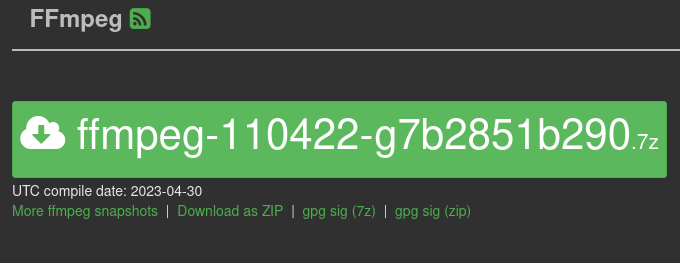 FFmpeg
ffmpeg-110422-g7b2851b290.7z
UTC compile date: 2023-04-30
More ffmpeg snapshots | Download as ZIP | gpg sig (7z) | gpg sig (zip)